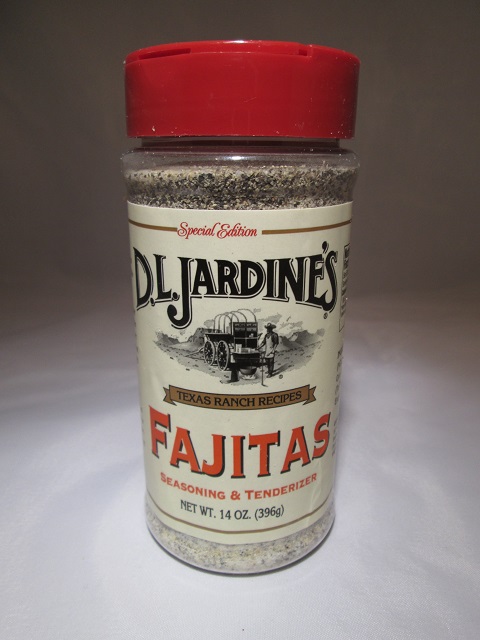 Special Edition
D.L. JARDINE'S®
TEXAS RANCH RECIPES
FAJITAS
SEASONING & TENDERIZER
NET WT. 14 OZ. (396g)